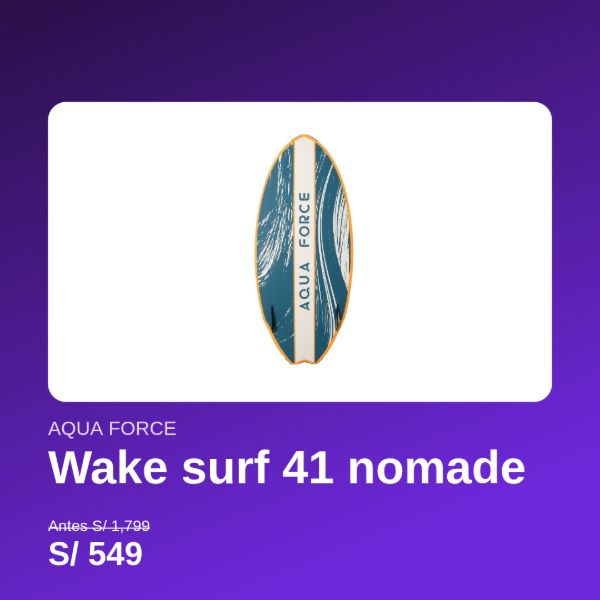 AQUA FORCE
AQUA FORCE
Wake surf 41 nomade
Antes S/ 1,799
S/ 549